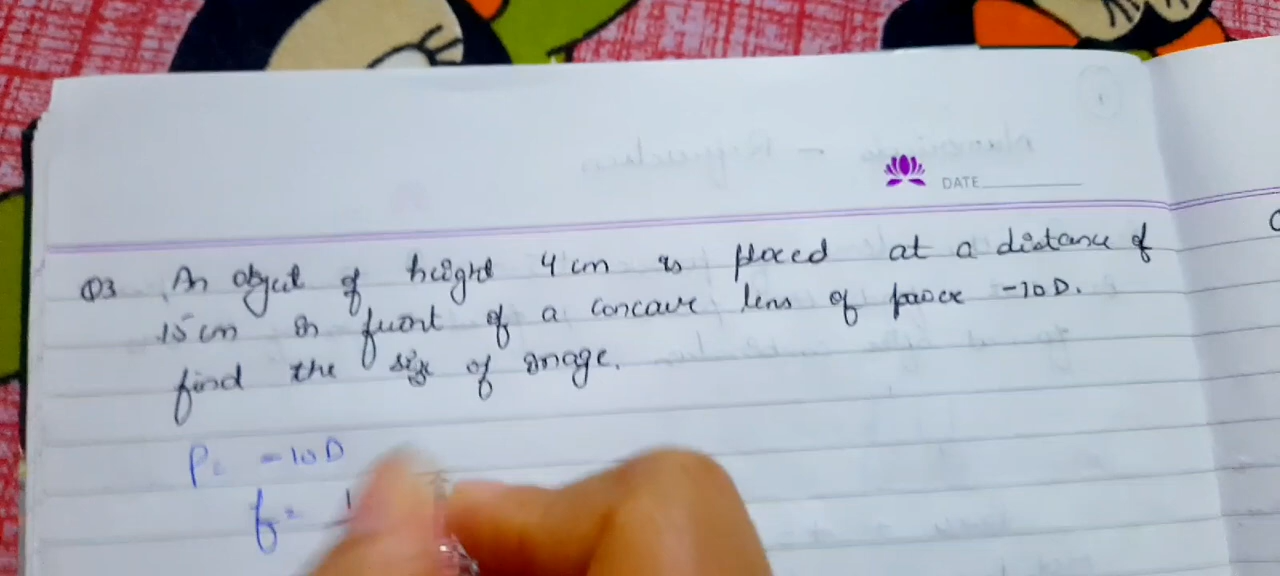 DATE
Q3 An object of height 4 cm is placed at a distance of
15 cm in front of a concave lens of power -10D.
find the size of image.
P = -10D
f = 1